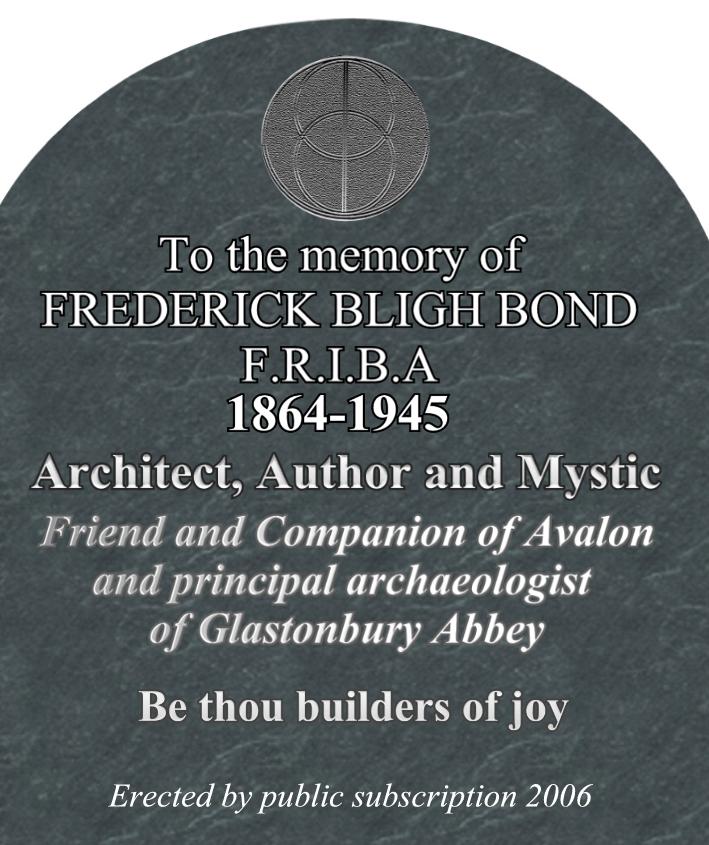 To the memory of
FREDERICK BLIGH BOND
F.R.I.B.A
1864-1945
Architect, Author and Mystic
Friend and Companion of Avalon
and principal archaeologist
of Glastonbury Abbey
Be thou builders of joy
Erected by public subscription 2006